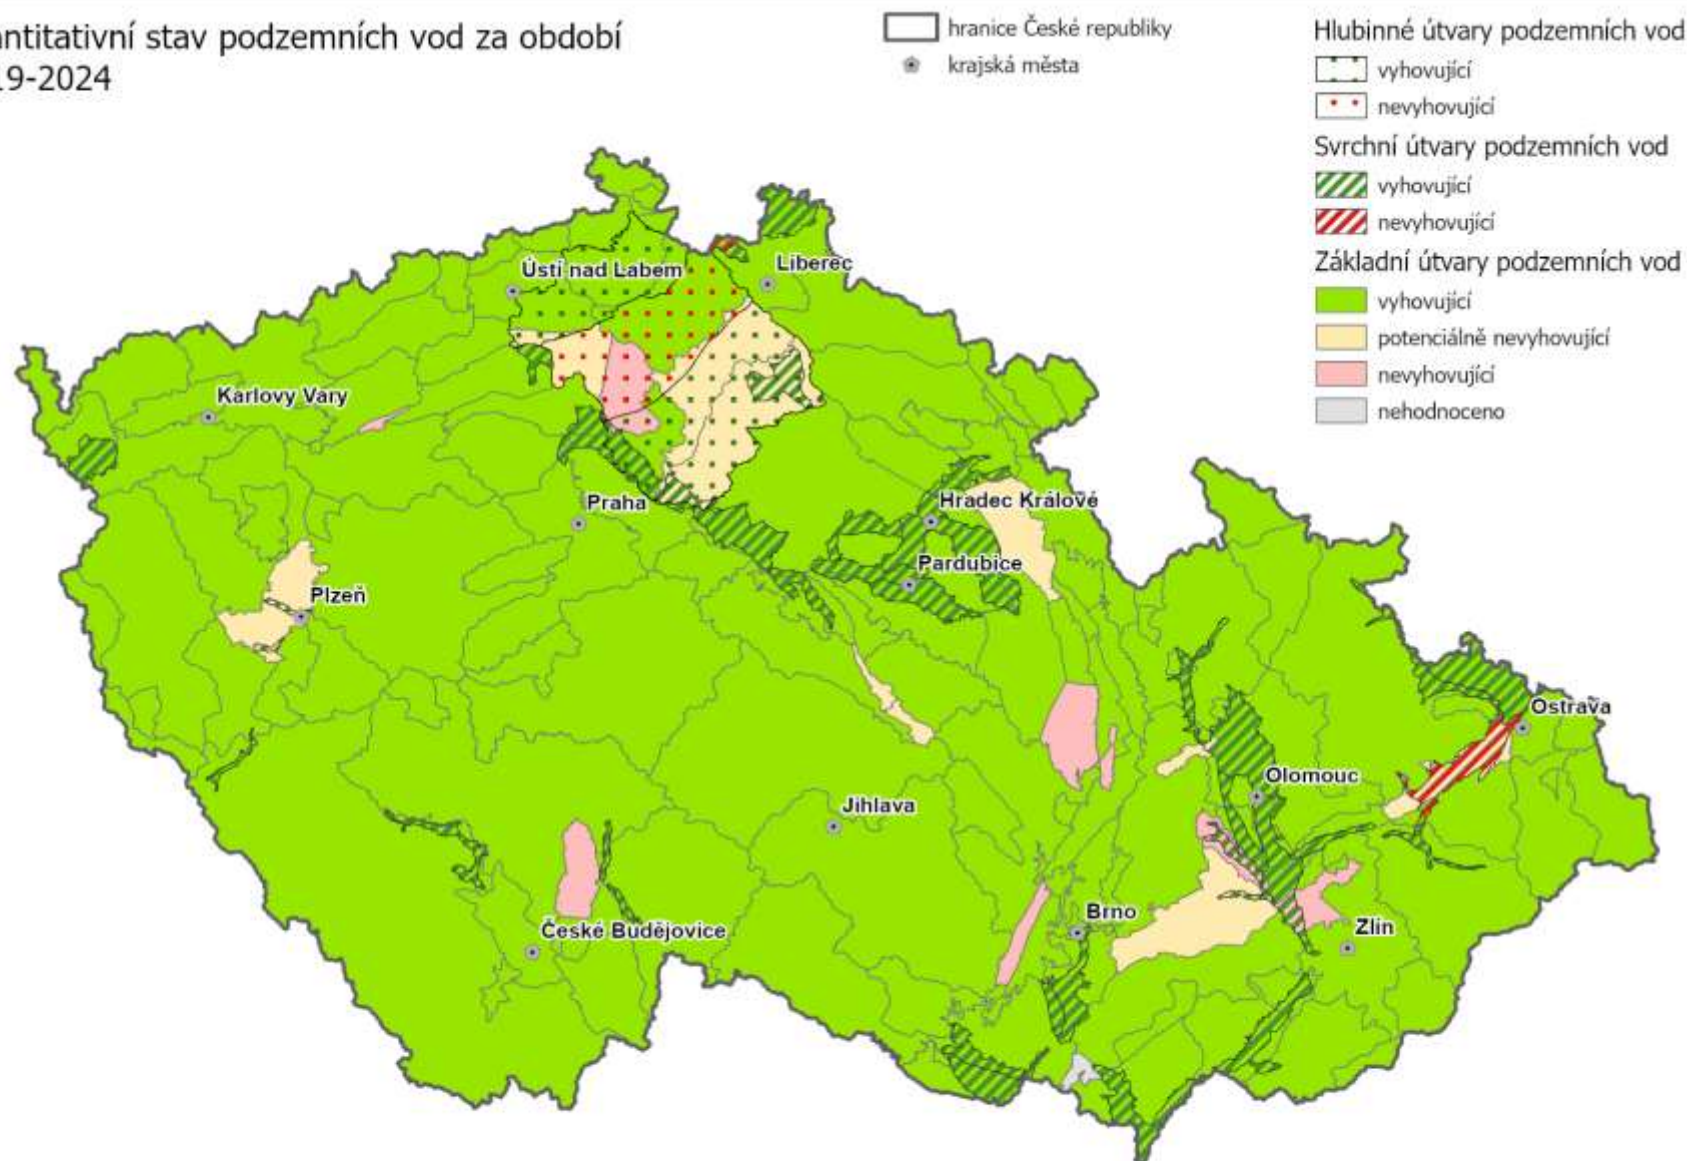 antitativní stav podzemních vod za období
19-2024
hranice České republiky
krajská města
Hlubinné útvary podzemních vod
vyhovující
nevyhovující
Svrchní útvary podzemních vod
vyhovující
nevyhovující
Základní útvary podzemních vod
vyhovující
potenciálně nevyhovující
nevyhovující
nehodnoceno
Ústí nad Labem
Liberec
Karlovy Vary
Praha
Hradec Králové
Pardubice
Plzeň
Ostrava
Olomouc
Jihlava
Brno
Zlín
České Budějovice